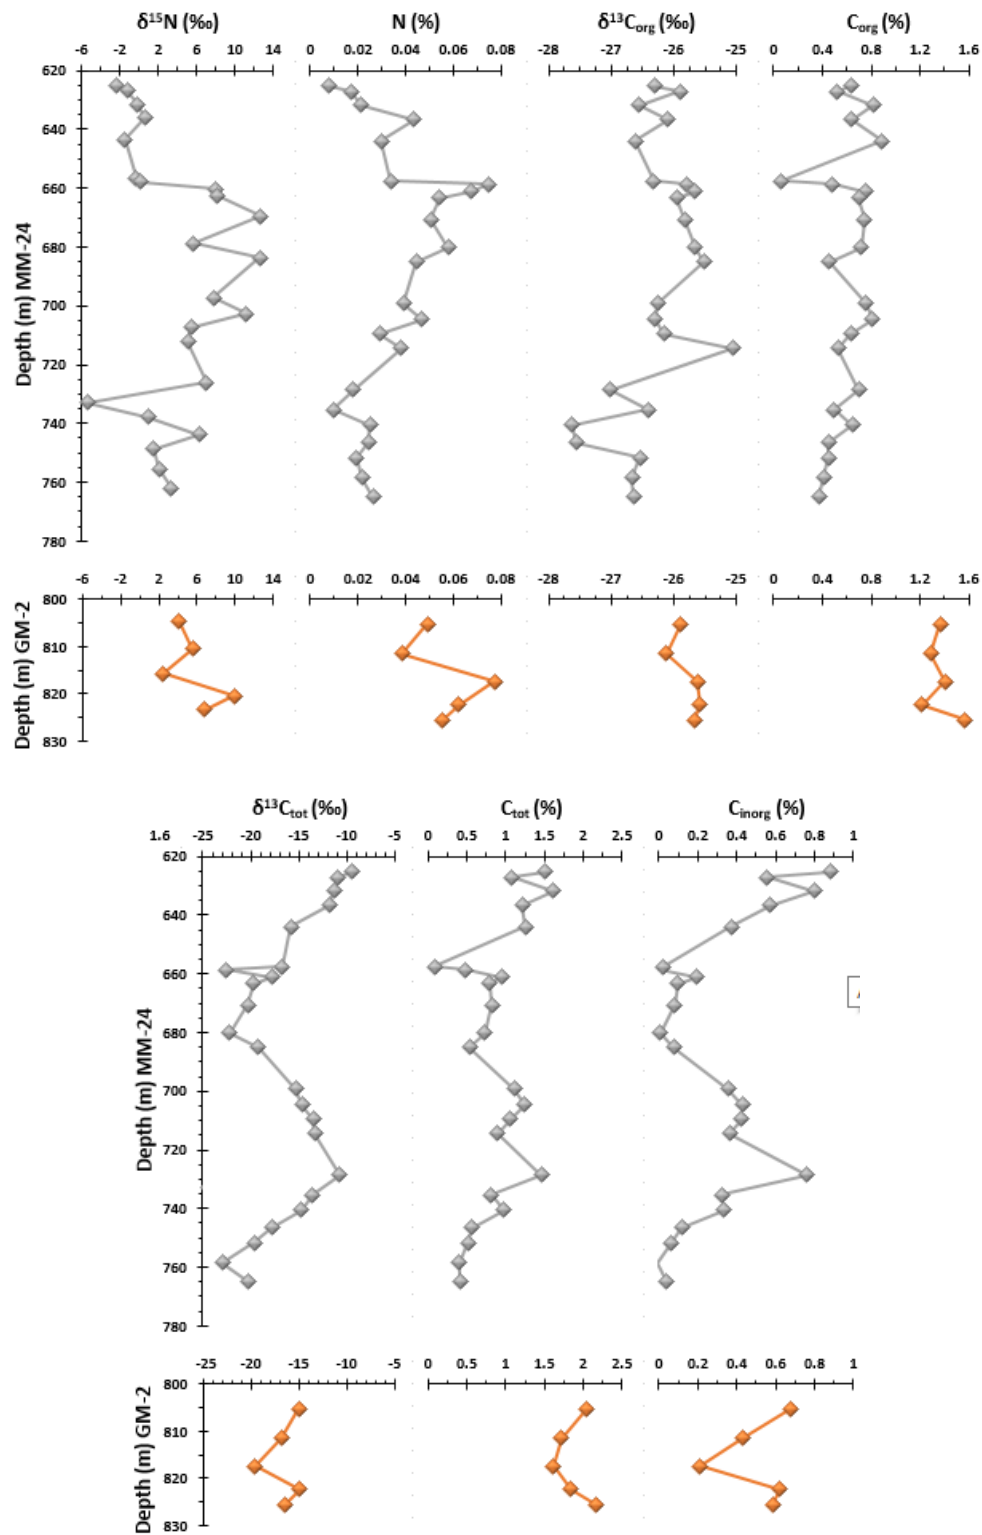 δ¹⁵N (‰) N (%) δ¹³Corg (‰) Corg (%)
-6 -2 2 6 10 14 0 0.02 0.04 0.06 0.08 -28 -27 -26 -25 0 0.4 0.8 1.2 1.6
620
640
660
680
700
720
740
760
780
Depth (m) MM-24
-6 -2 2 6 10 14 0 0.02 0.04 0.06 0.08 -28 -27 -26 -25 0 0.4 0.8 1.2 1.6
800
810
820
830
Depth (m) GM-2
δ¹³Ctot (‰) Ctot (%) Cinorg (%)
1.6 -25 -20 -15 -10 -5 0 0.5 1 1.5 2 2.5 0 0.2 0.4 0.6 0.8 1
620
640
660
680
700
720
740
760
780
Depth (m) MM-24
-25 -20 -15 -10 -5 0 0.5 1 1.5 2 2.5 0 0.2 0.4 0.6 0.8 1
800
810
820
830
Depth (m) GM-2